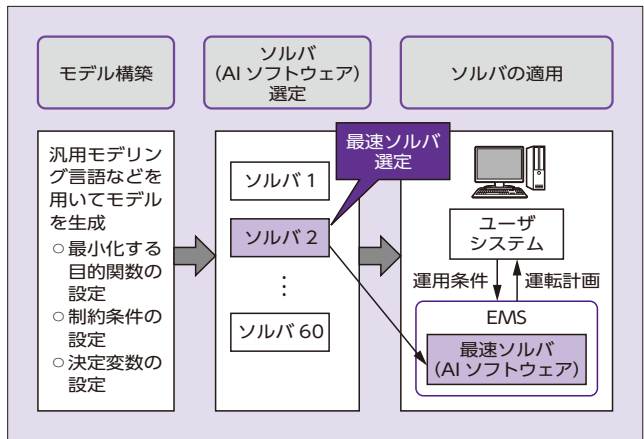 モデル構築
ソルバ
（AI ソフトウェア）
選定
ソルバの適用
汎用モデリン
グ言語などを
用いてモデル
を生成
○ 最小化する
目的関数の
設定
○ 制約条件の
設定
○ 決定変数の
設定
最速ソルバ
選定
ソルバ 1
ソルバ 2
⋮
ソルバ 60
ユーザ
システム
運用条件
運転計画
EMS
最速ソルバ
（AI ソフトウェア）